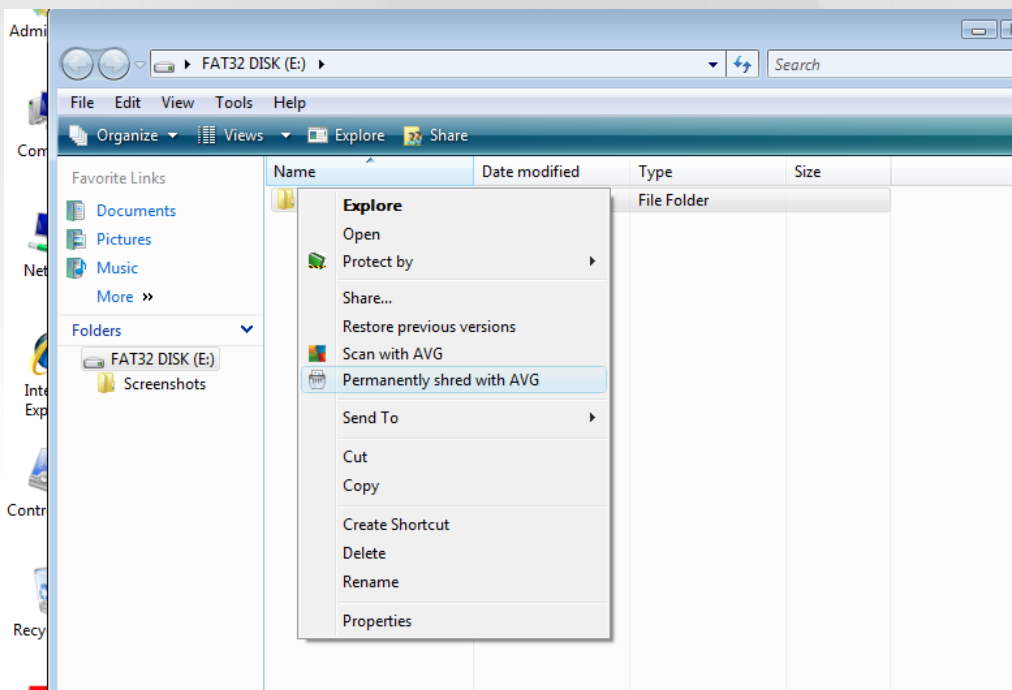 Admi
FAT32 DISK (E:)
Search
File Edit View Tools Help
Organize Views Explore Share
Com
Favorite Links
Name Date modified Type Size
File Folder
Documents
Pictures
Music
More »
Net
Folders
FAT32 DISK (E:)
Screenshots
Inte
Exp
Contr
Recy
Explore
Open
Protect by
Share...
Restore previous versions
Scan with AVG
Permanently shred with AVG
Send To
Cut
Copy
Create Shortcut
Delete
Rename
Properties